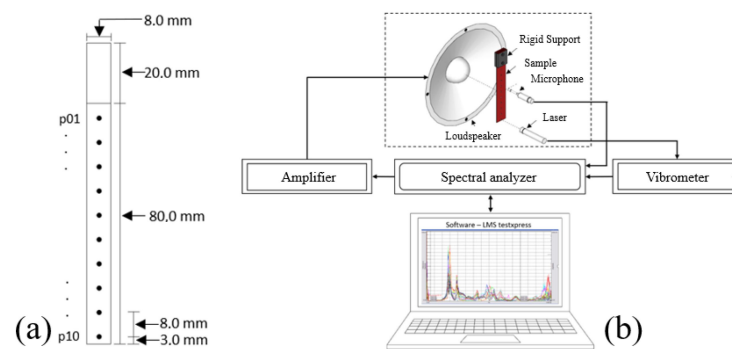 8.0 mm
20.0 mm
p01
80.0 mm
8.0 mm
p10
3.0 mm
(a)
Rigid Support
Sample
Microphone
Laser
Loudspeaker
Amplifier
Spectral analyzer
Vibrometer
Software – LMS testxpress
(b)